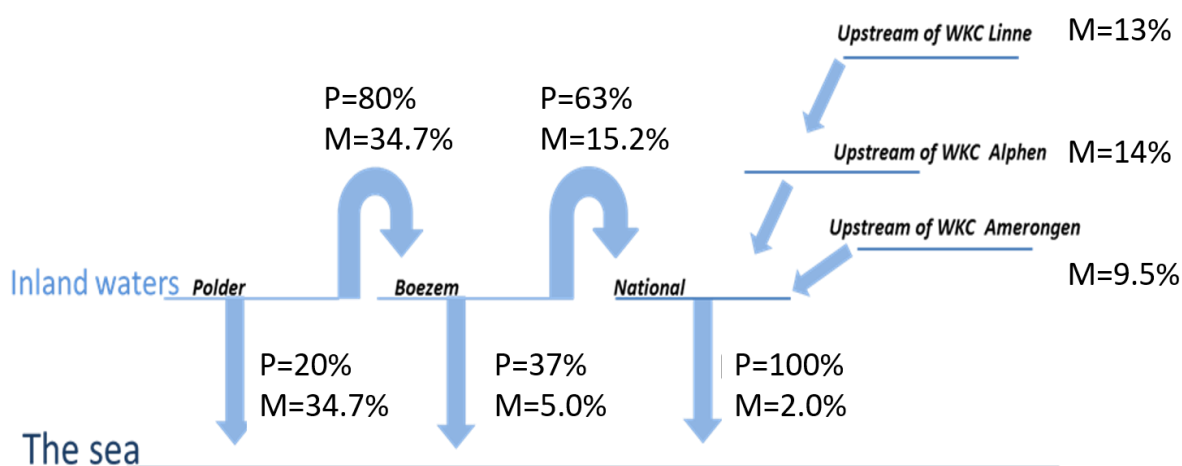 Upstream of WKC Linne
M=13%
P=80%
M=34.7%
P=63%
M=15.2%
Upstream of WKC Alphen
M=14%
Upstream of WKC Amerongen
M=9.5%
Inland waters
Polder
Boezem
National
P=20%
M=34.7%
P=37%
M=5.0%
P=100%
M=2.0%
The sea